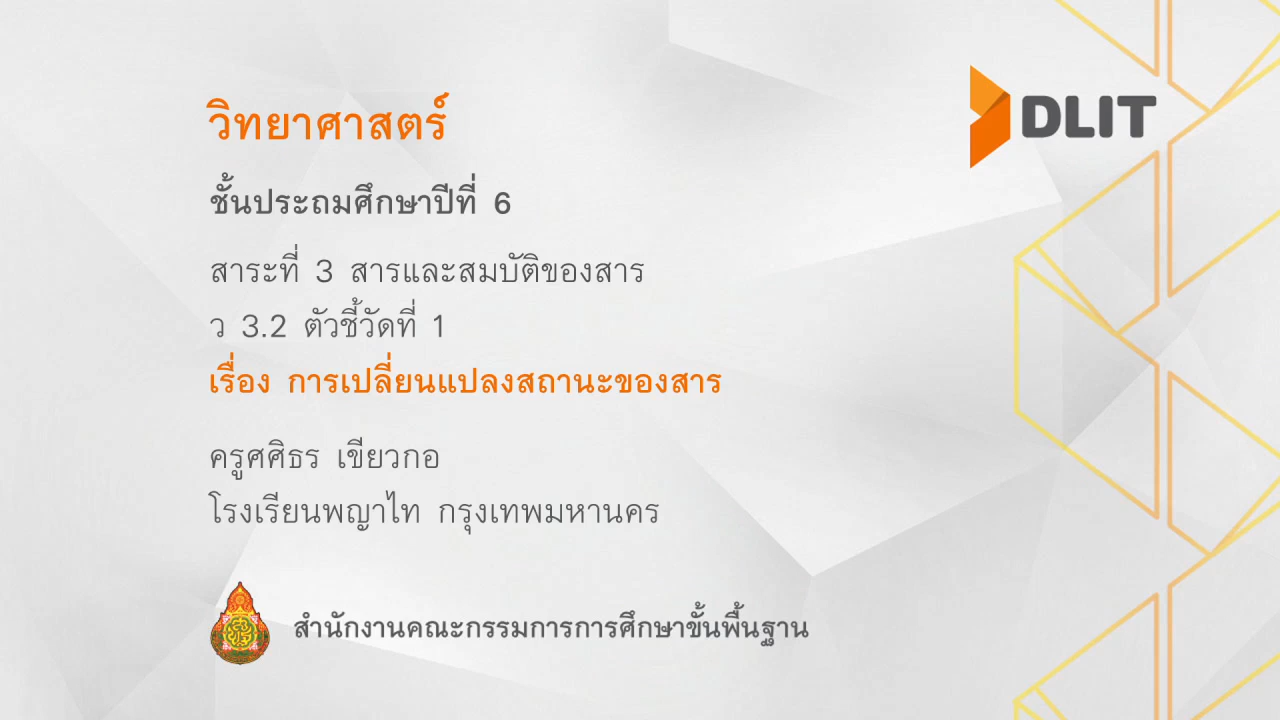 วิทยาศาสตร์
DLIT
ชั้นประถมศึกษาปีที่ 6
สาระที่ 3 สารและสมบัติของสาร
ว 3.2 ตัวชี้วัดที่ 1
เรื่อง การเปลี่ยนแปลงสถานะของสาร
ครูศศิธร เขียวกอ
โรงเรียนพญาไท กรุงเทพมหานคร
สำนักงานคณะกรรมการการศึกษาขั้นพื้นฐาน